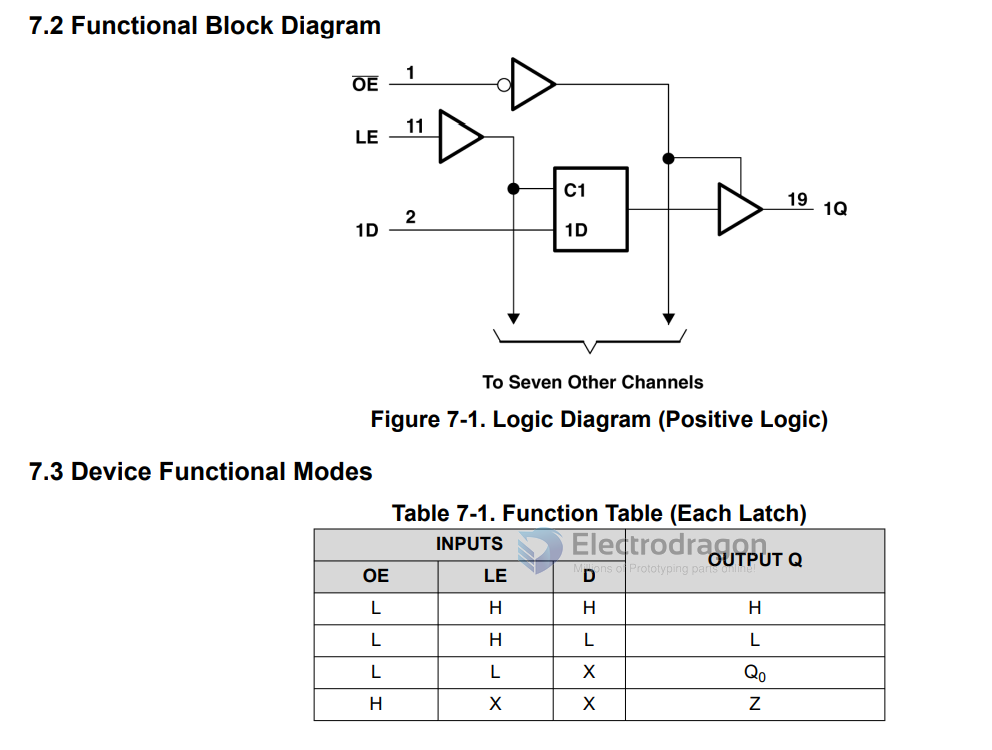 7.2 Functional Block Diagram
OE 1
LE 11
C1
19 1Q
1D 2 1D
To Seven Other Channels
Figure 7-1. Logic Diagram (Positive Logic)
7.3 Device Functional Modes
Table 7-1. Function Table (Each Latch)
INPUTS OUTPUT Q
Electrodragon
Millions of Prototyping parts online!
OE LE D
L H H H
L H L L
L L X Q₀
H X X Z